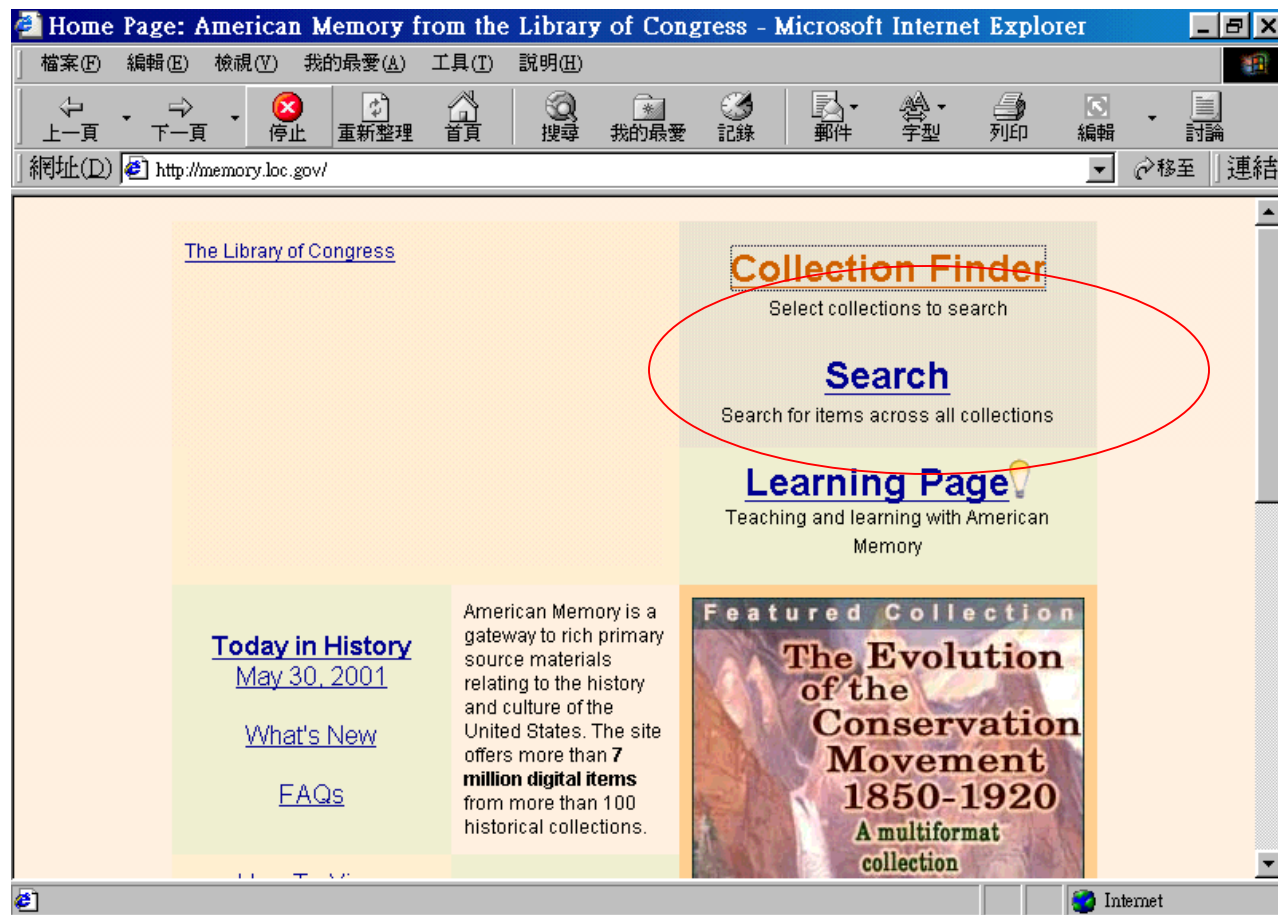 Home Page: American Memory from the Library of Congress - Microsoft Internet Explorer
檔案(F) 編輯(E) 檢視(V) 我的最愛(A) 工具(T) 說明(H)
上一頁 下一頁 停止 重新整理 首頁 搜尋 我的最愛 記錄 郵件 字型 列印 編輯 討論
網址(D) http://memory.loc.gov/ 移至 連結
The Library of Congress
Collection Finder
Select collections to search
Search
Search for items across all collections
Learning Page
Teaching and learning with American
Memory
Today in History
May 30, 2001
What's New
FAQs
American Memory is a
gateway to rich primary
source materials
relating to the history
and culture of the
United States. The site
offers more than 7
million digital items
from more than 100
historical collections.
Featured Collection
The Evolution
of the
Conservation
Movement
1850-1920
A multiformat
collection
Internet